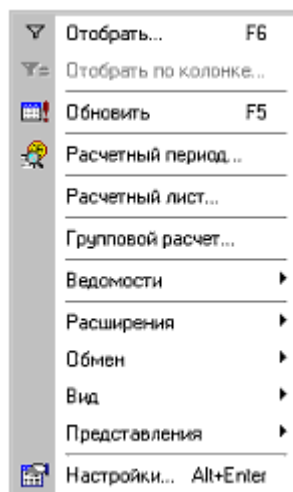 Отобрать... F6
Отобрать по колонке...
Обновить F5
Расчетный период...
Расчетный лист...
Групповой расчет...
Ведомости
Расширения
Обмен
Вид
Представления
Настройки... Alt+Enter